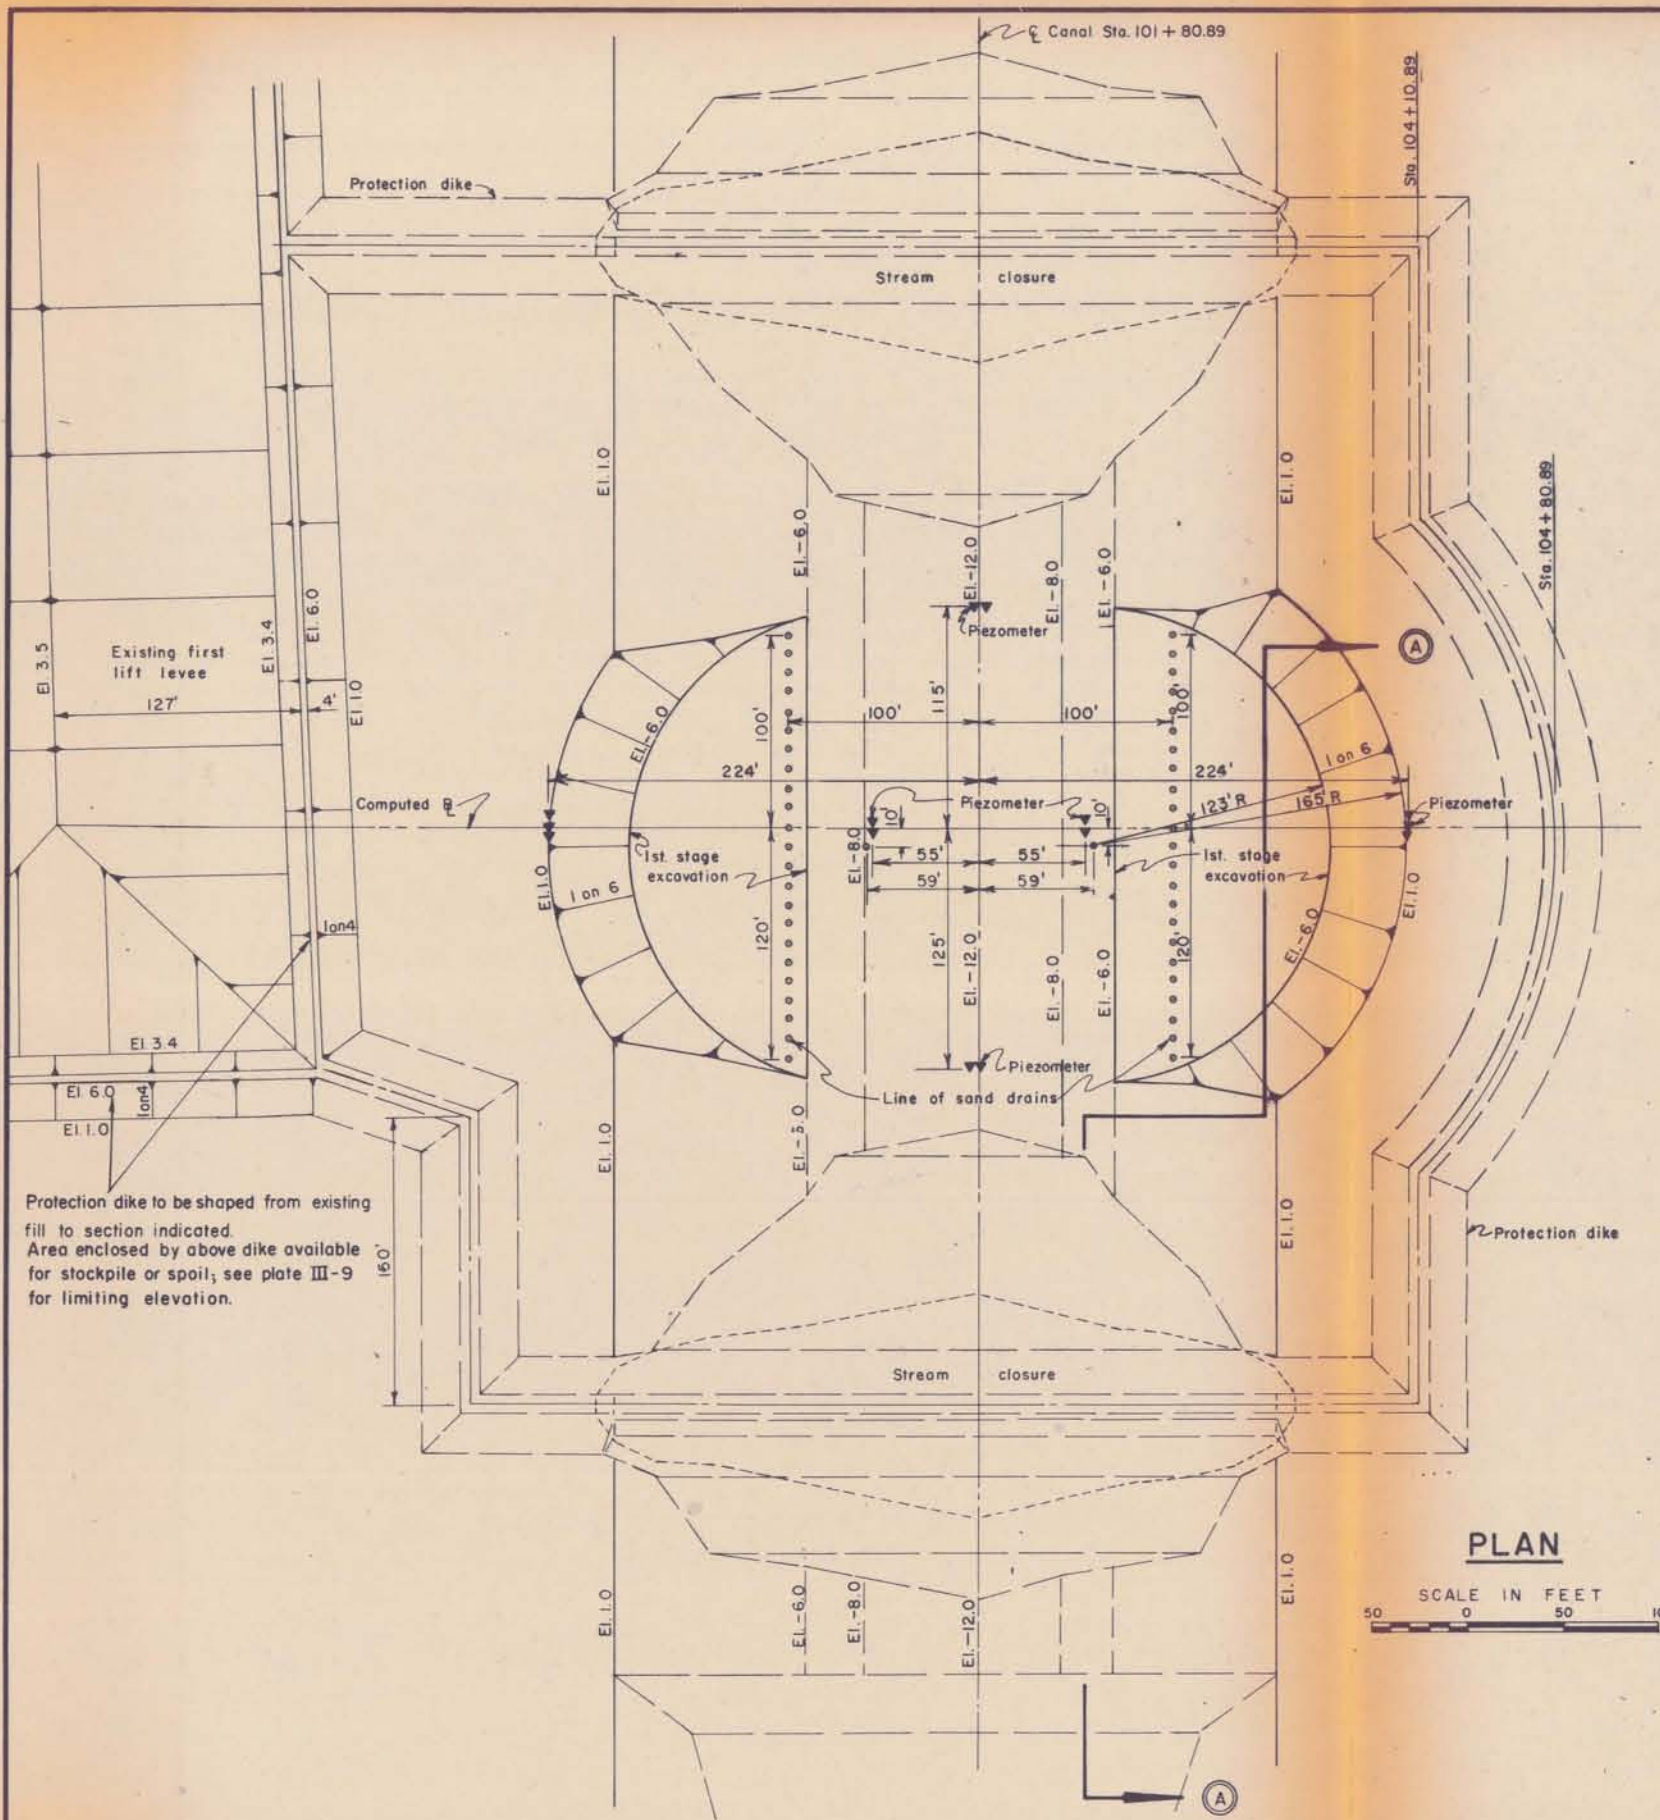 ℄ Canal Sta. 101 + 80.89
Sta. 104 + 10.89
Protection dike
Stream closure
El. 1.0
El. 1.0
El. -6.0
El. -12.0
El. -8.0
El. -6.0
Sta. 104 + 80.89
Piezometer
El. 3.5
Existing first
lift levee
El. 3.4
El. 6.0
El. 1.0
127'
4'
El. -6.0
100'
100'
115'
100'
100'
224'
224'
1 on 6
Computed ℄
Piezometer
10'
10'
123' R
165' R
Piezometer
El. 1.0
1st. stage
excavation
El. -8.0
55'
55'
59'
59'
1st. stage
excavation
El. 1.0
1 on 6
1 on 4
120'
125'
El. -12.0
El. -8.0
El. -6.0
120'
El. -6.0
El. 3.4
El. 6.0
1 on 4
El. 1.0
Piezometer
Line of sand drains
El. 1.0
Protection dike to be shaped from existing
fill to section indicated.
Area enclosed by above dike available
for stockpile or spoil; see plate III-9
for limiting elevation.
El. 1.0
Protection dike
Stream closure
El. 1.0
El. -6.0
El. -8.0
El. -12.0
El. 1.0
PLAN
SCALE IN FEET
50 0 50
A
A